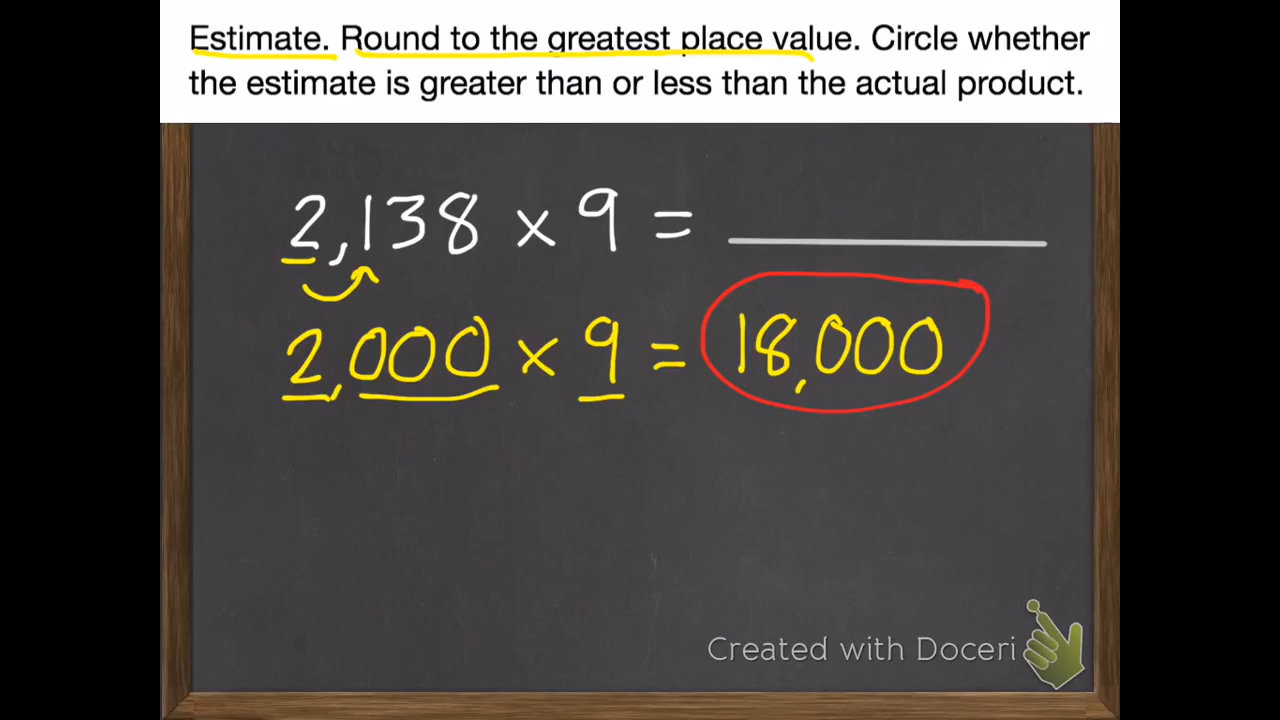 Estimate. Round to the greatest place value. Circle whether
the estimate is greater than or less than the actual product.
2,138 x 9 = ________
2,000 x 9 = 18,000
Created with Doceri